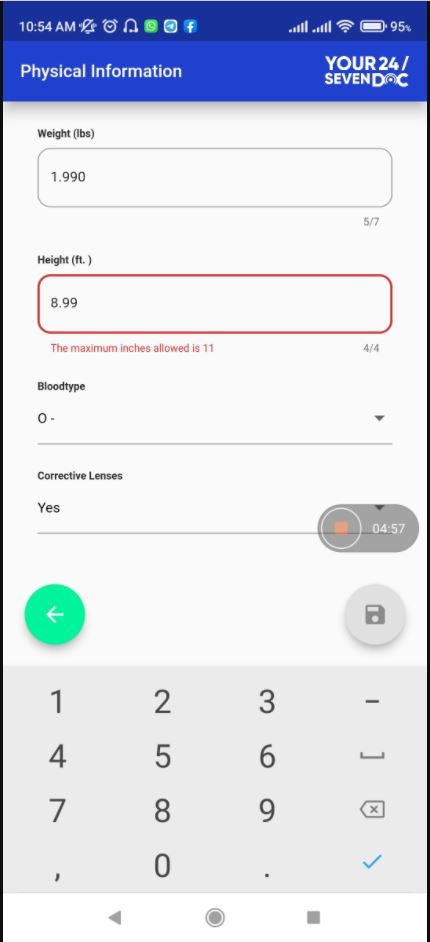 10:54 AM 95%
Physical Information
YOUR 24/
SEVEN DOC
Weight (lbs)
1.990
5/7
Height (ft. )
8.99
The maximum inches allowed is 11
4/4
Bloodtype
O -
Corrective Lenses
Yes
04:57
1 2 3 -
4 5 6
7 8 9
, 0 .